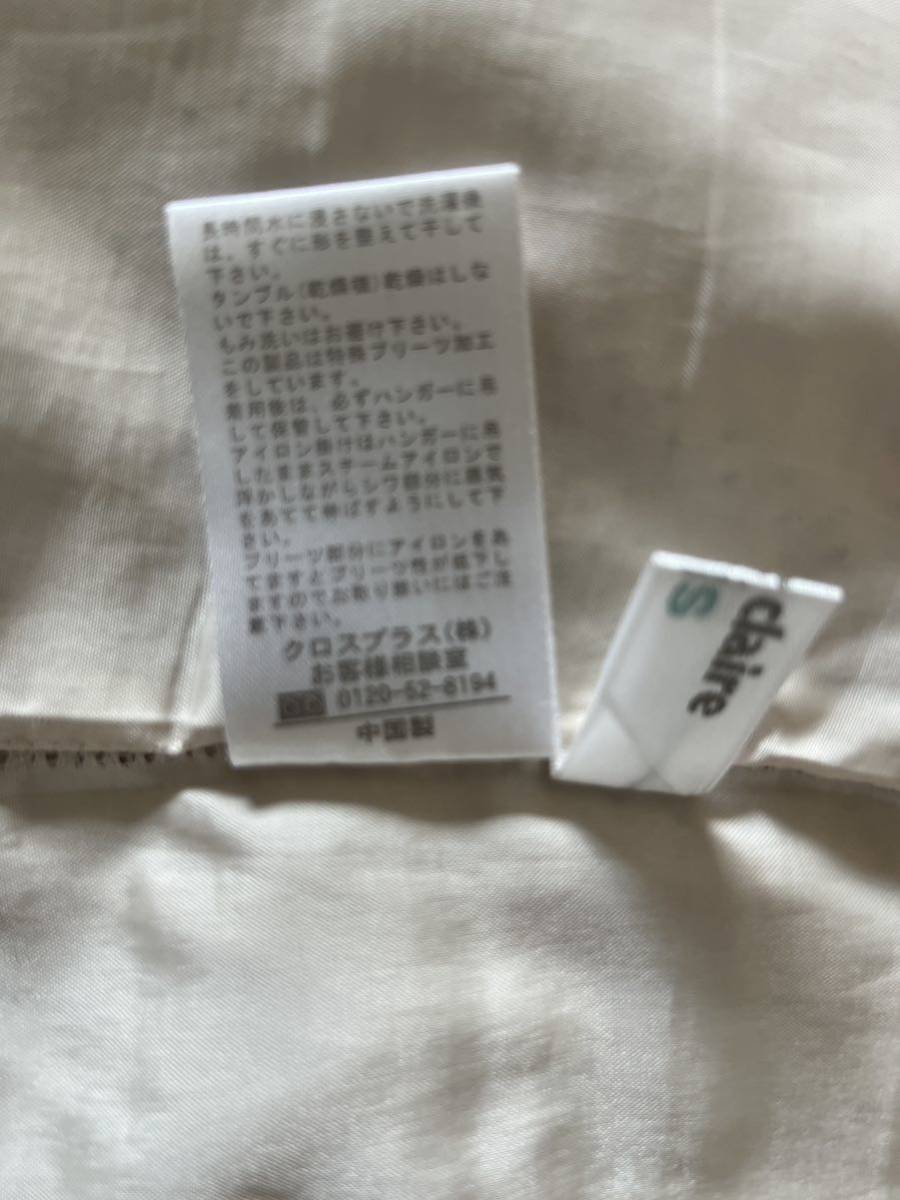 長時間水に浸さないで洗濯後
は、すぐに形を整えて干して
下さい。
タンブル(乾燥機)乾燥はしな
いで下さい。
もみ洗いはお避け下さい。
この製品は特殊プリーツ加工
をしています。
着用後は、必ずハンガーに吊
して保管して下さい。
アイロン掛けはハンガーに吊
したままスチームアイロンで
浮かしながらシワ部分に蒸気
をあてて伸ばすようにして下
さい。
プリーツ部分にアイロンをあ
てますとプリーツ性が低下し
ますのでお取り扱いにはご注
意下さい。
クロスプラス(株)
お客様相談室
0120-52-8194
中国製
claire
S